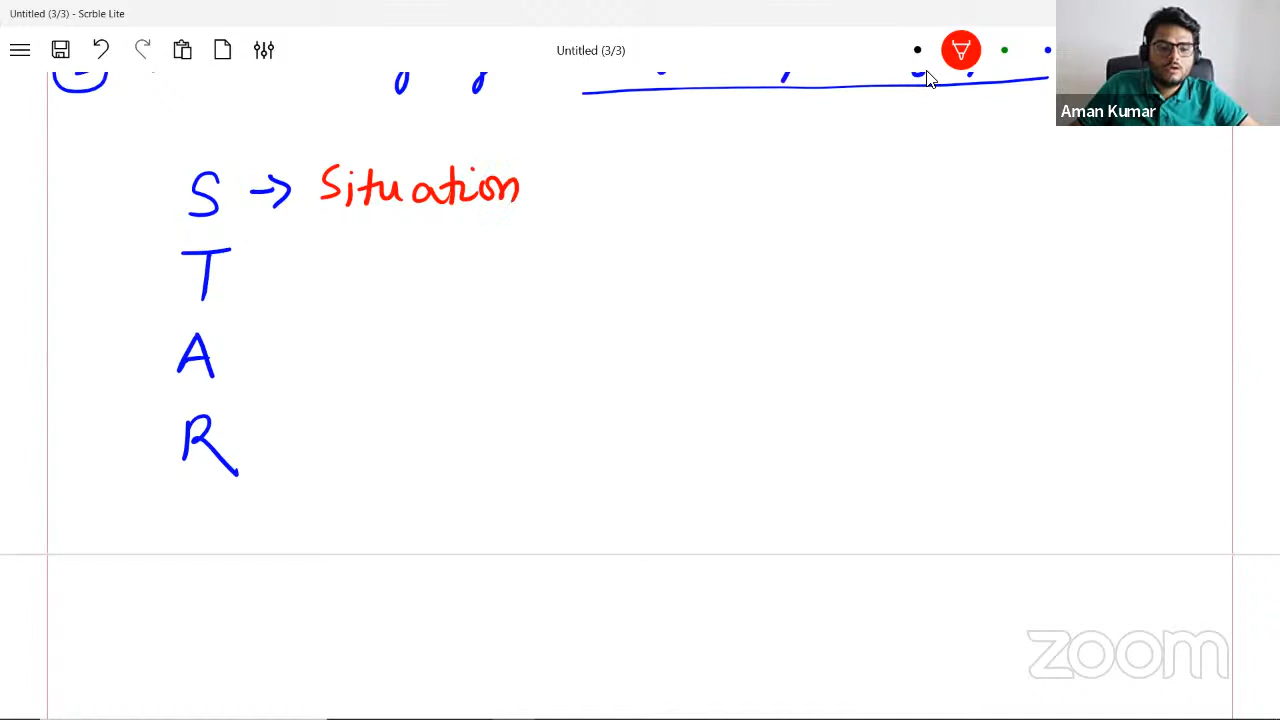 Untitled (3/3) - Scrble Lite
Untitled (3/3)
Aman Kumar
S → Situation
T
A
R
zoom